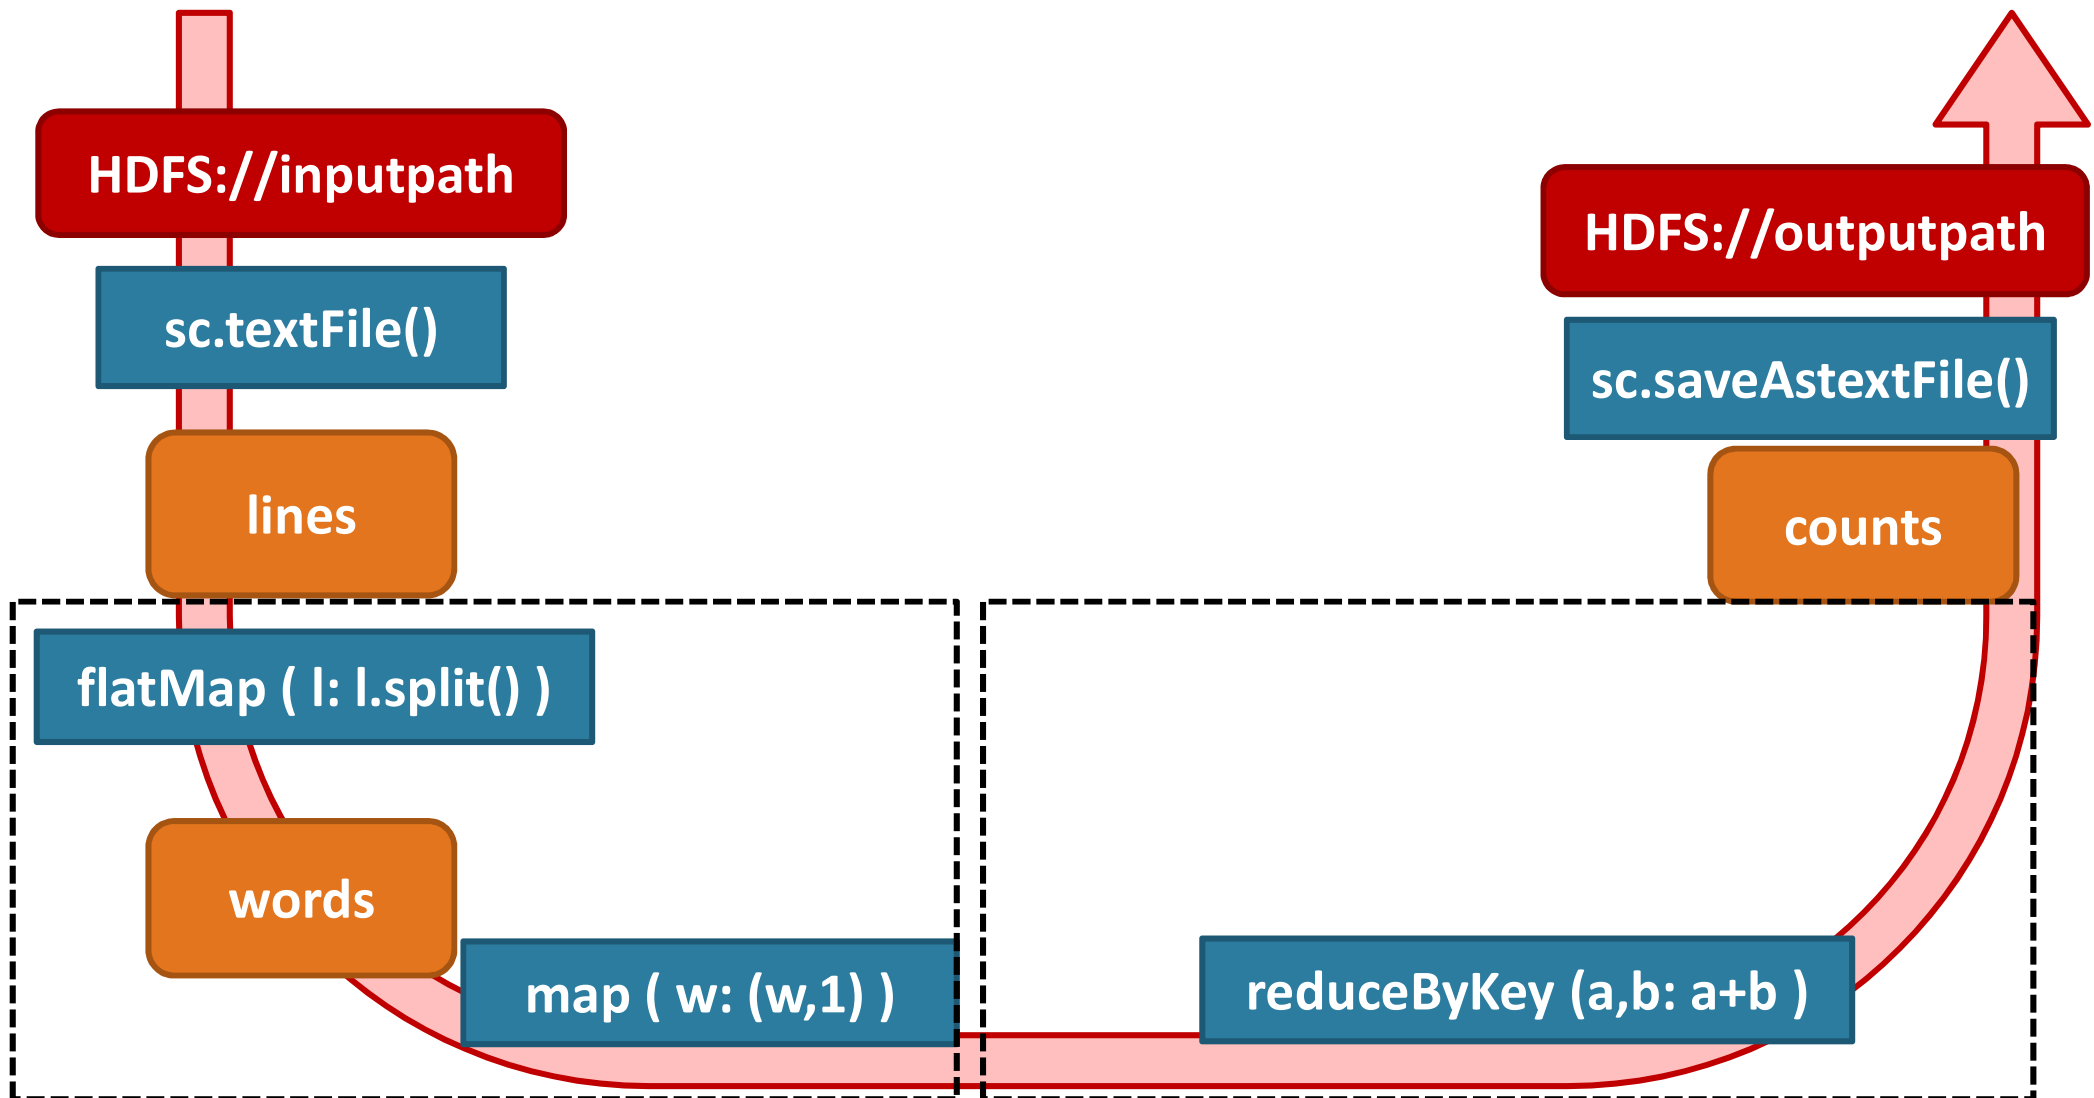 HDFS://inputpath
sc.textFile()
lines
flatMap ( l: l.split() )
words
map ( w: (w,1) )
reduceByKey (a,b: a+b )
counts
sc.saveAstextFile()
HDFS://outputpath